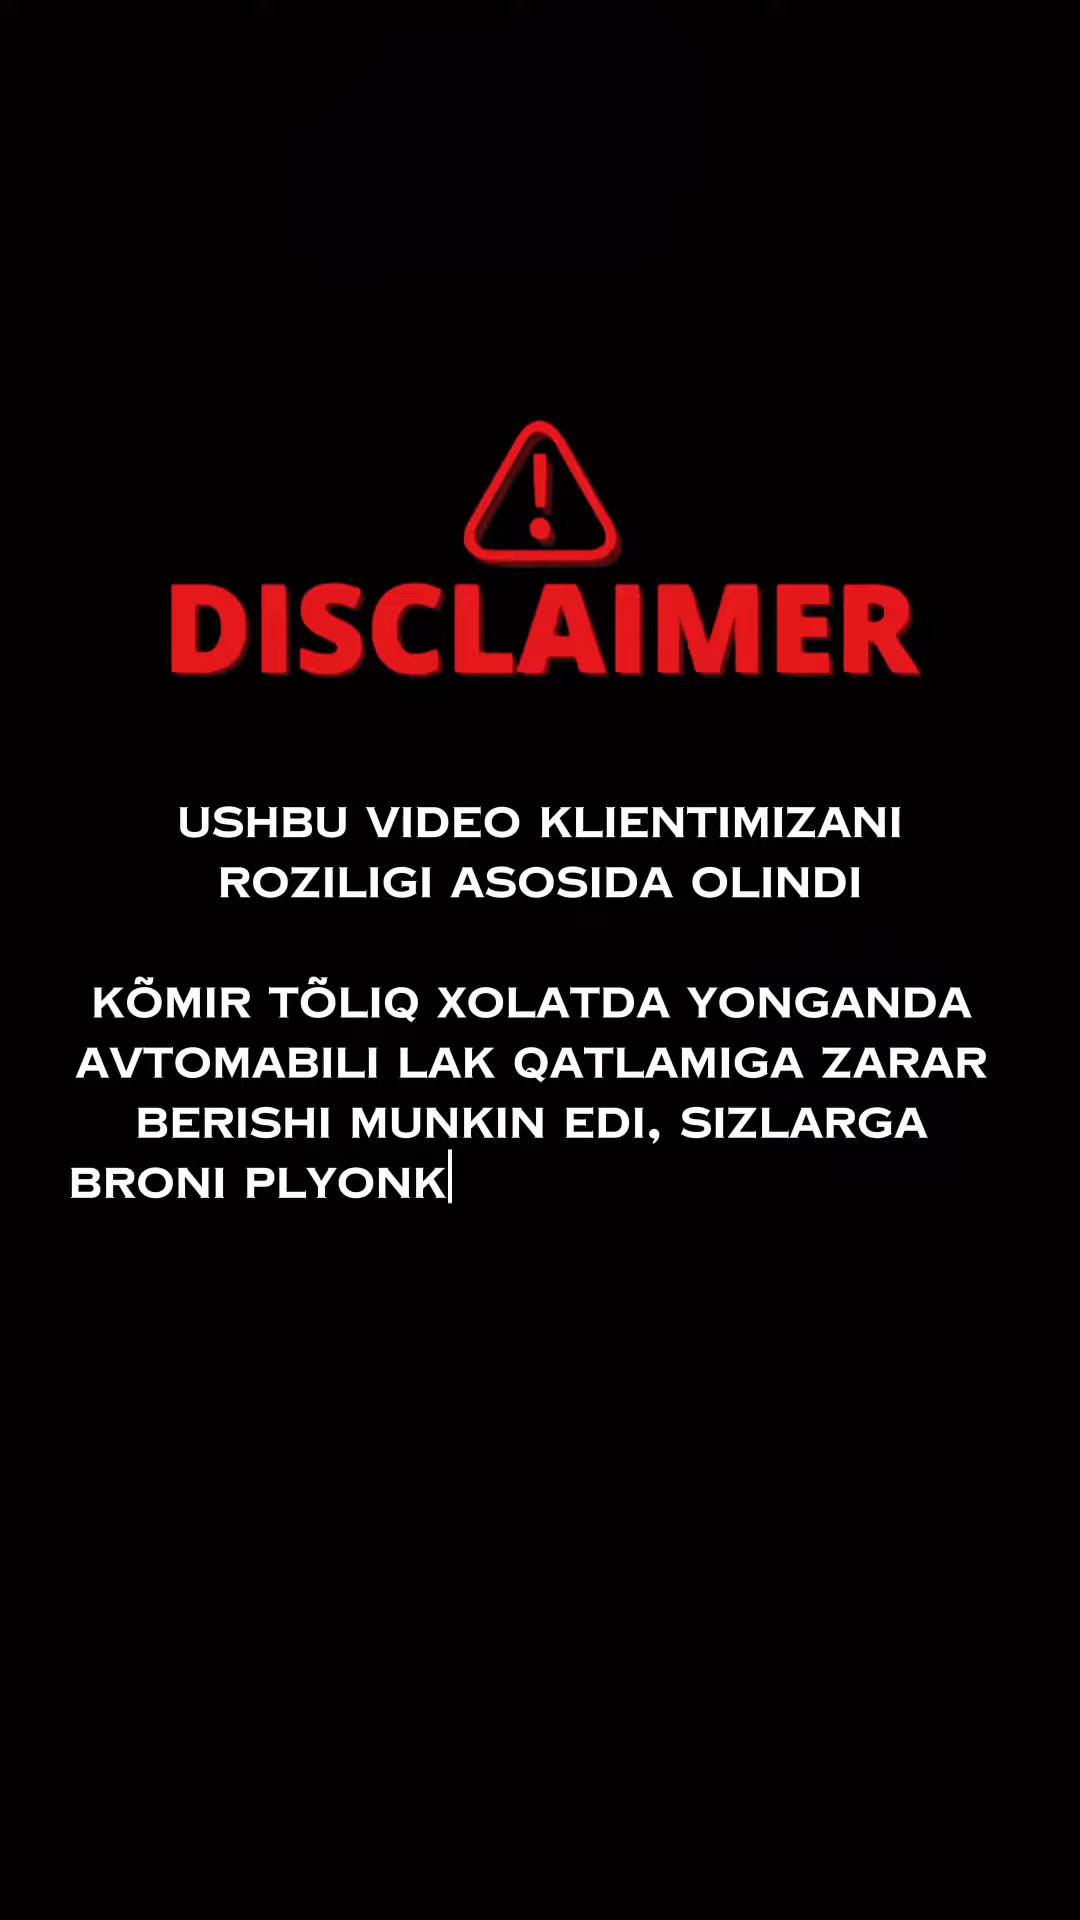 DISCLAIMER
USHBU VIDEO KLIENTIMIZANI
ROZILIGI ASOSIDA OLINDI
KÕMIR TÕLIQ XOLATDA YONGANDA
AVTOMABILI LAK QATLAMIGA ZARAR
BERISHI MUNKIN EDI, SIZLARGA
BRONI PLYONK